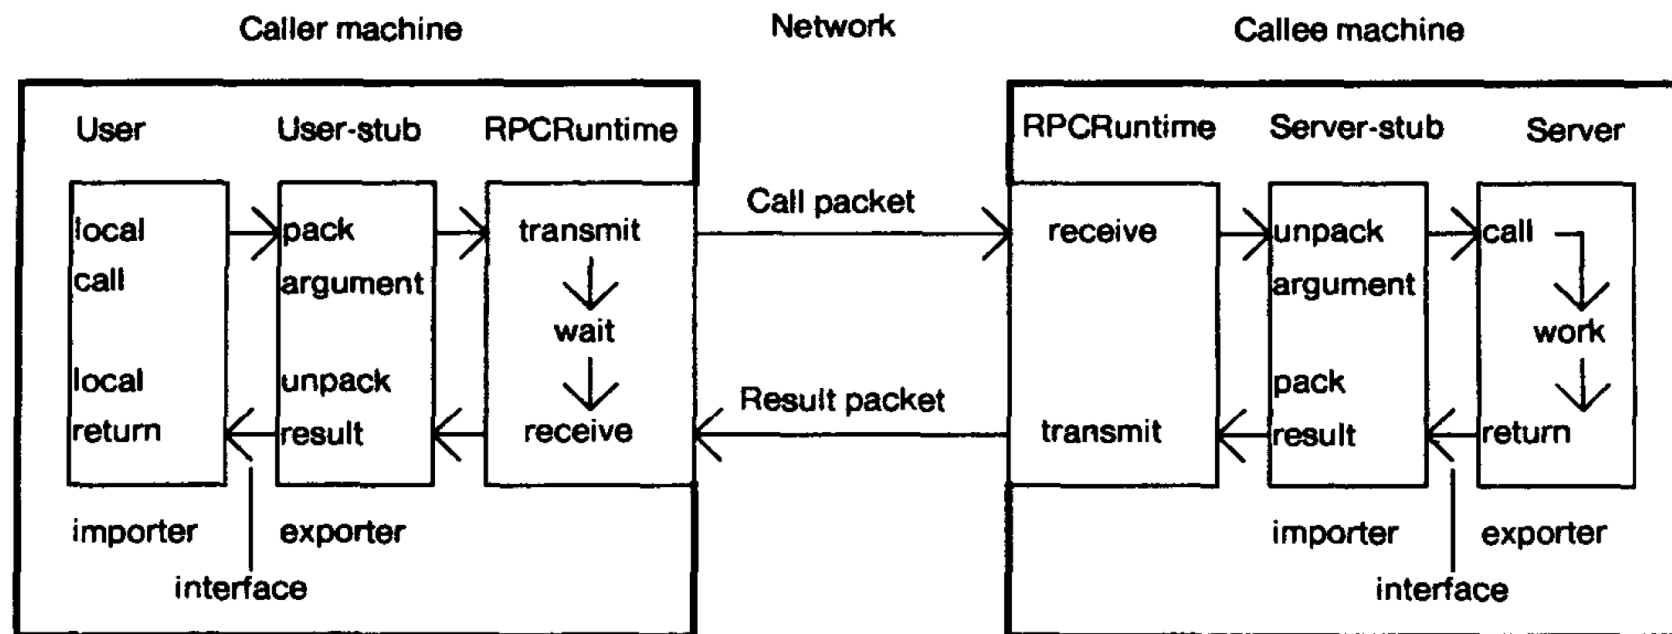 Caller machine
Network
Callee machine
User
User-stub
RPCRuntime
RPCRuntime
Server-stub
Server
local
call
pack
argument
transmit
wait
Call packet
receive
unpack
argument
call
work
local
return
unpack
result
receive
Result packet
transmit
pack
result
return
importer
exporter
interface
importer
exporter
interface